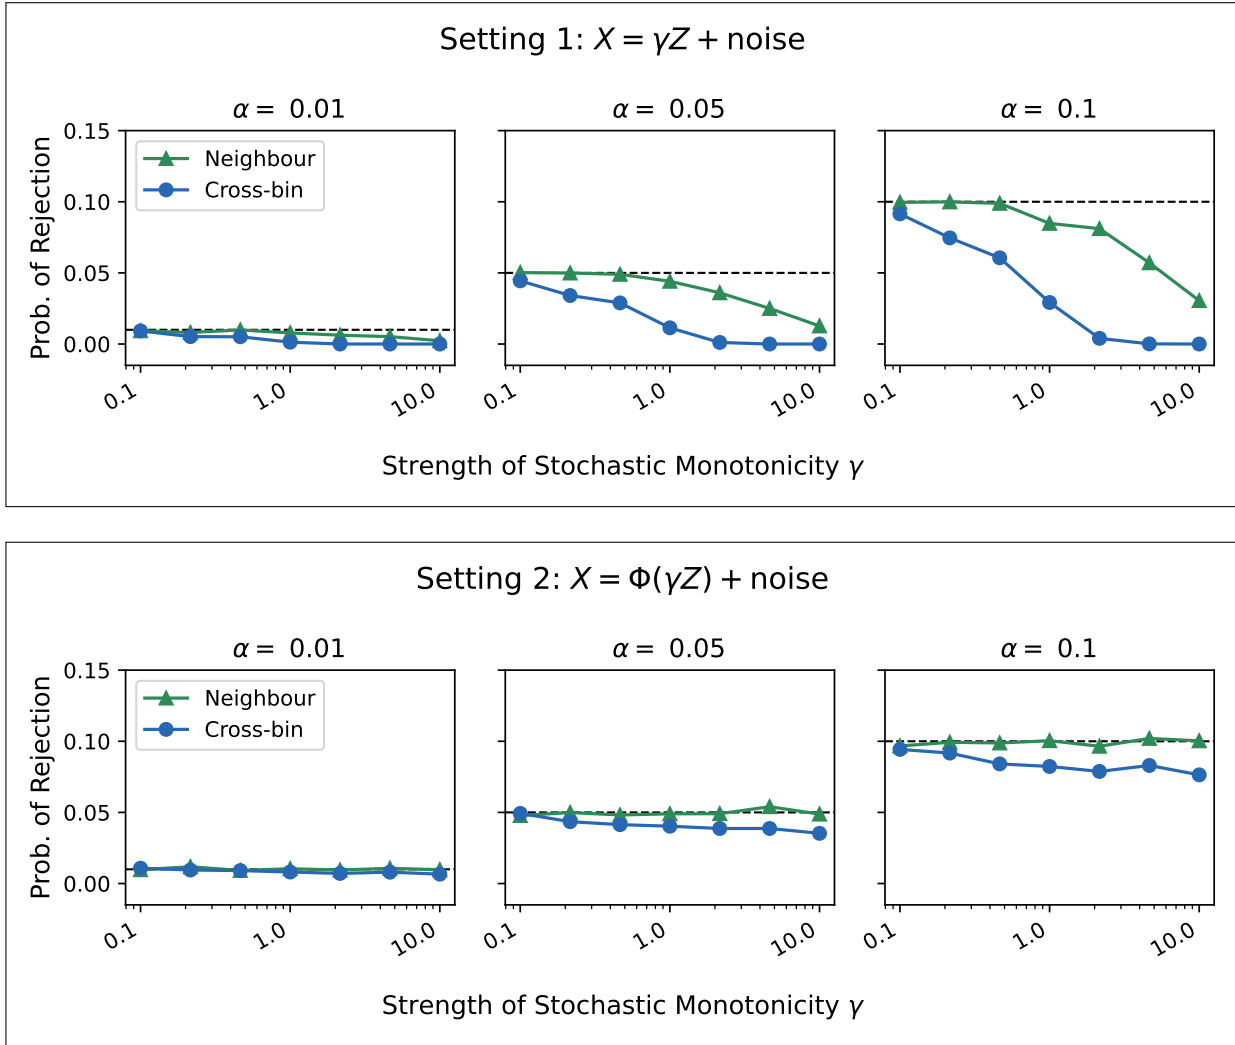 Setting 1: X = γZ + noise
α = 0.01
α = 0.05
α = 0.1
Prob. of Rejection
0.15
0.10
0.05
0.00
Neighbour
Cross-bin
0.1 1.0 10.0
0.1 1.0 10.0
0.1 1.0 10.0
Strength of Stochastic Monotonicity γ
Setting 2: X = Φ(γZ) + noise
α = 0.01
α = 0.05
α = 0.1
Prob. of Rejection
0.15
0.10
0.05
0.00
Neighbour
Cross-bin
0.1 1.0 10.0
0.1 1.0 10.0
0.1 1.0 10.0
Strength of Stochastic Monotonicity γ